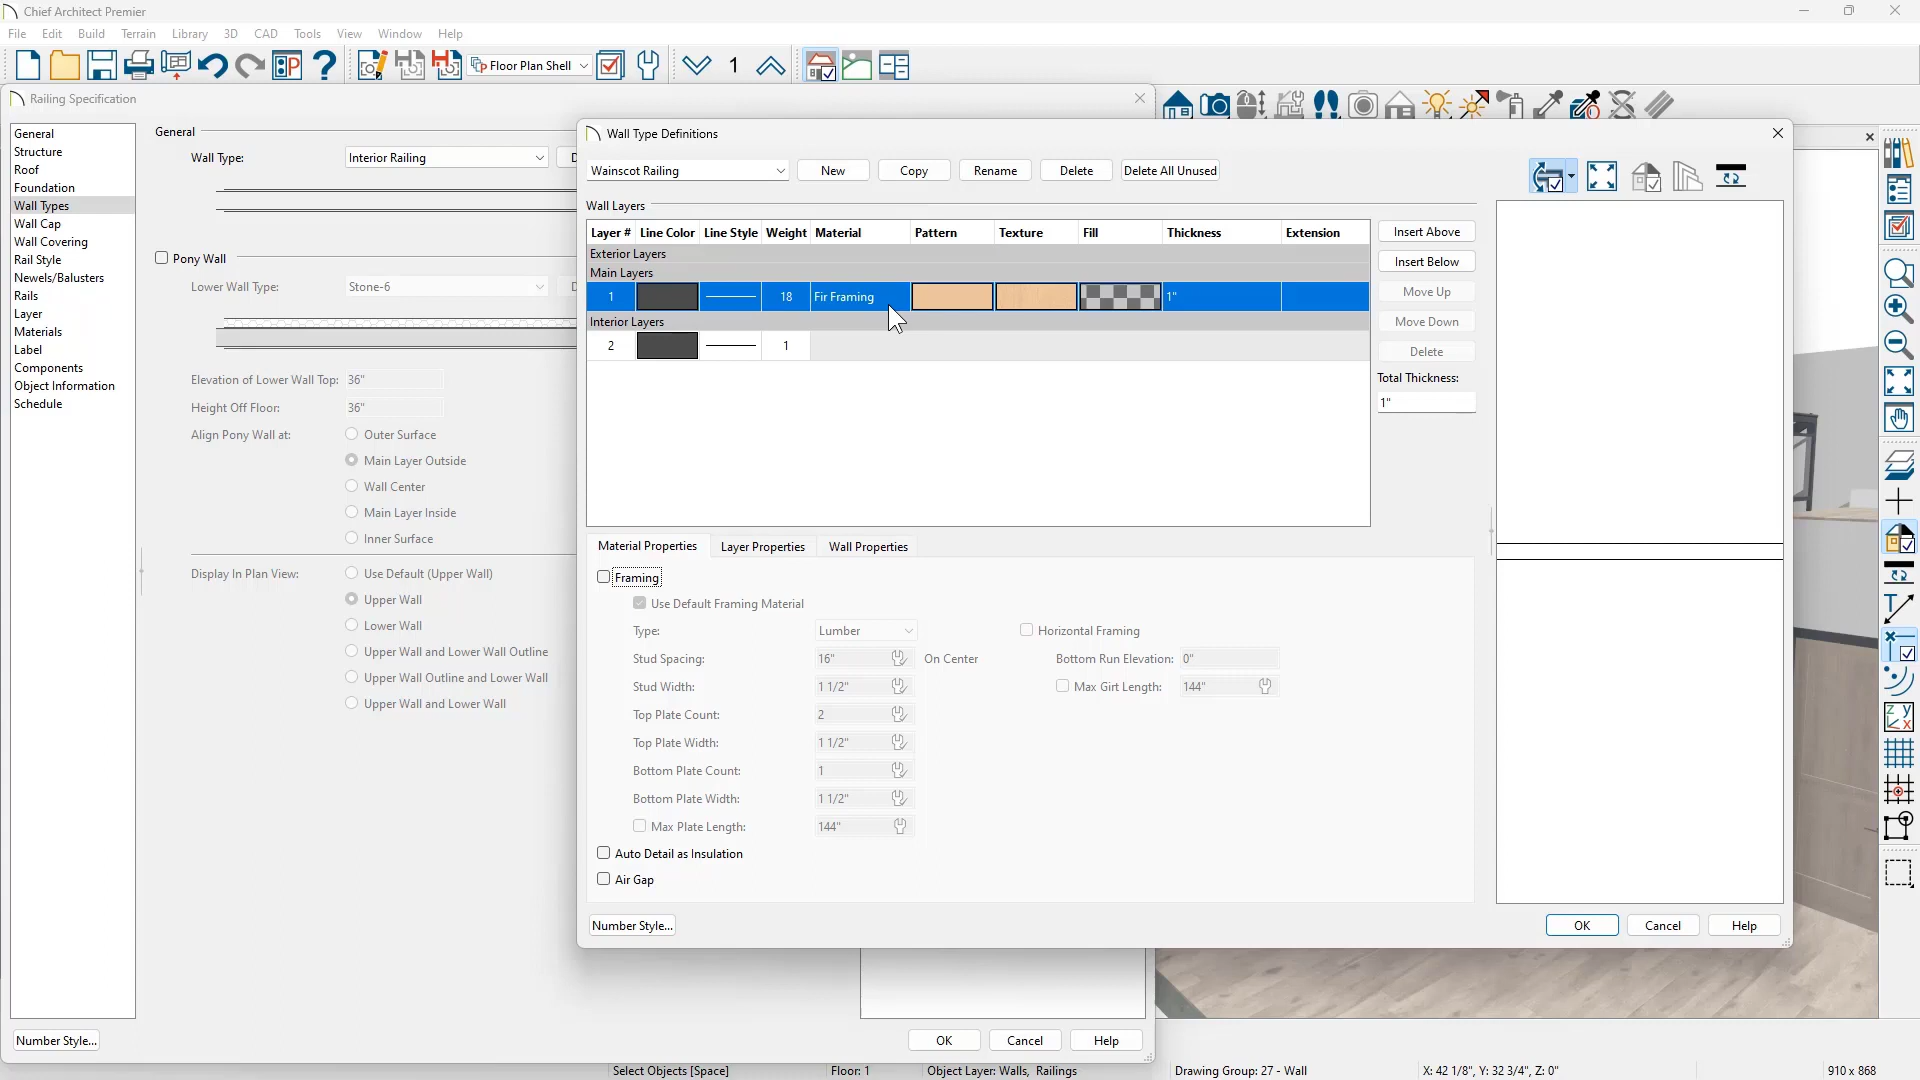 Chief Architect Premier
File Edit Build Terrain Library 3D CAD Tools View Window Help
Floor Plan Shell 1
Railing Specification
General
Structure
Roof
Foundation
Wall Types
Wall Cap
Wall Covering
Rail Style
Newels/Balusters
Rails
Layer
Materials
Label
Components
Object Information
Schedule
General
Wall Type: Interior Railing D
Pony Wall
Lower Wall Type: Stone-6
Elevation of Lower Wall Top: 36"
Height Off Floor: 36"
Align Pony Wall at: Outer Surface
Main Layer Outside
Wall Center
Main Layer Inside
Inner Surface
Display In Plan View: Use Default (Upper Wall)
Upper Wall
Lower Wall
Upper Wall and Lower Wall Outline
Upper Wall Outline and Lower Wall
Upper Wall and Lower Wall
Number Style... OK Cancel Help
Wall Type Definitions
Wainscot Railing New Copy Rename Delete Delete All Unused
Wall Layers
Layer # Line Color Line Style Weight Material Pattern Texture Fill Thickness Extension
Exterior Layers
Main Layers
1 18 Fir Framing 1"
Interior Layers
2 1
Insert Above
Insert Below
Move Up
Move Down
Delete
Total Thickness:
1"
Material Properties Layer Properties Wall Properties
Framing
Use Default Framing Material
Type: Lumber Horizontal Framing
Stud Spacing: 16" On Center Bottom Run Elevation: 0"
Stud Width: 1 1/2" Max Girt Length: 144"
Top Plate Count: 2
Top Plate Width: 1 1/2"
Bottom Plate Count: 1
Bottom Plate Width: 1 1/2"
Max Plate Length: 144"
Auto Detail as Insulation
Air Gap
Number Style... OK Cancel Help
Select Objects [Space] Floor: 1 Object Layer: Walls, Railings Drawing Group: 27 - Wall X: 42 1/8", Y: 32 3/4", Z: 0" 910 x 868